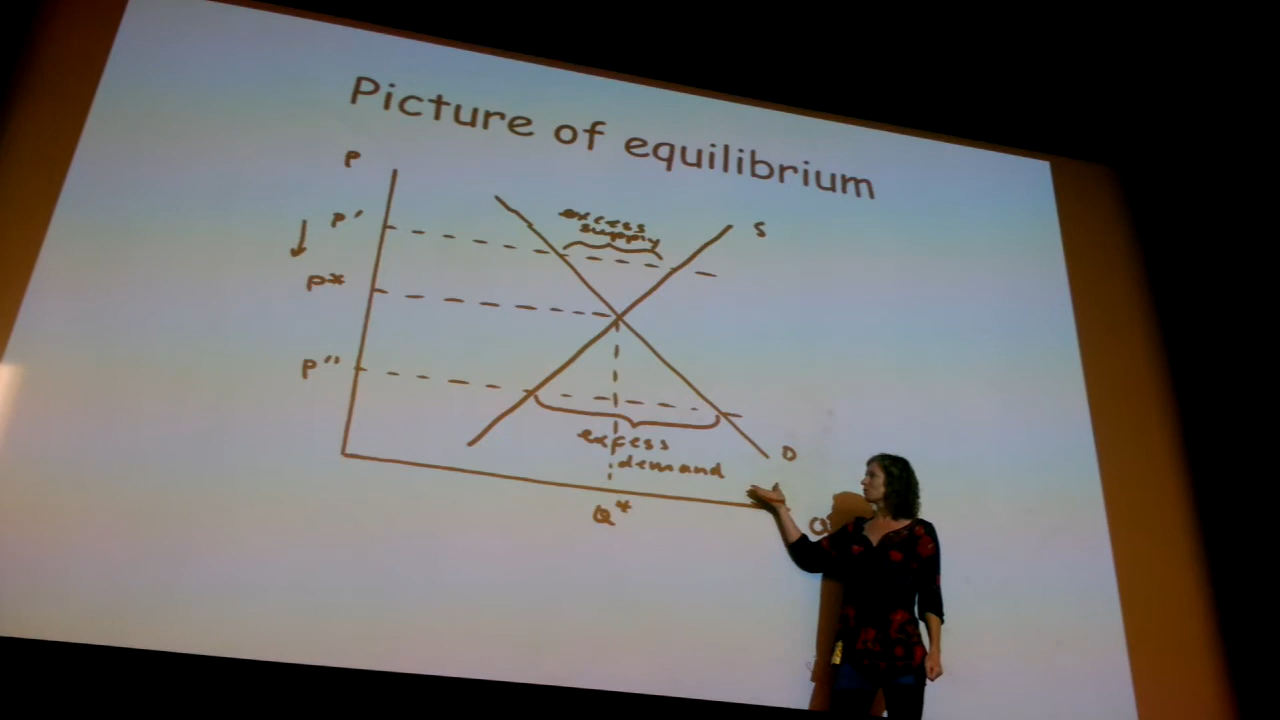 Picture of equilibrium
P
P'
excess
supply
S
P*
P"
excess
demand
D
Q*
Q